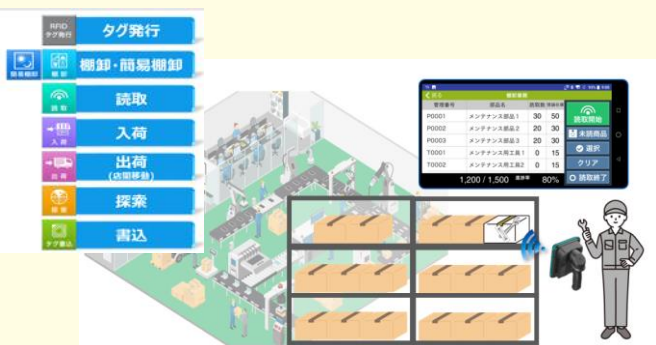 RFID
タグ発行
タグ発行
簡易棚卸
棚卸
棚卸・簡易棚卸
読取
読取
入荷
入荷
出荷
出荷
(店間移動)
探索
探索
タグ書込
書込
戻る
棚卸業務
管理番号 部品名 読取数
P0001 メンテナンス部品1 30 50
P0002 メンテナンス部品2 20 30
P0003 メンテナンス部品3 20 30
T0001 メンテナンス用工具1 0 15
T0002 メンテナンス用工具2 0 15
1,200 / 1,500 進捗率 80%
読取開始
未読商品
選択
クリア
読取終了